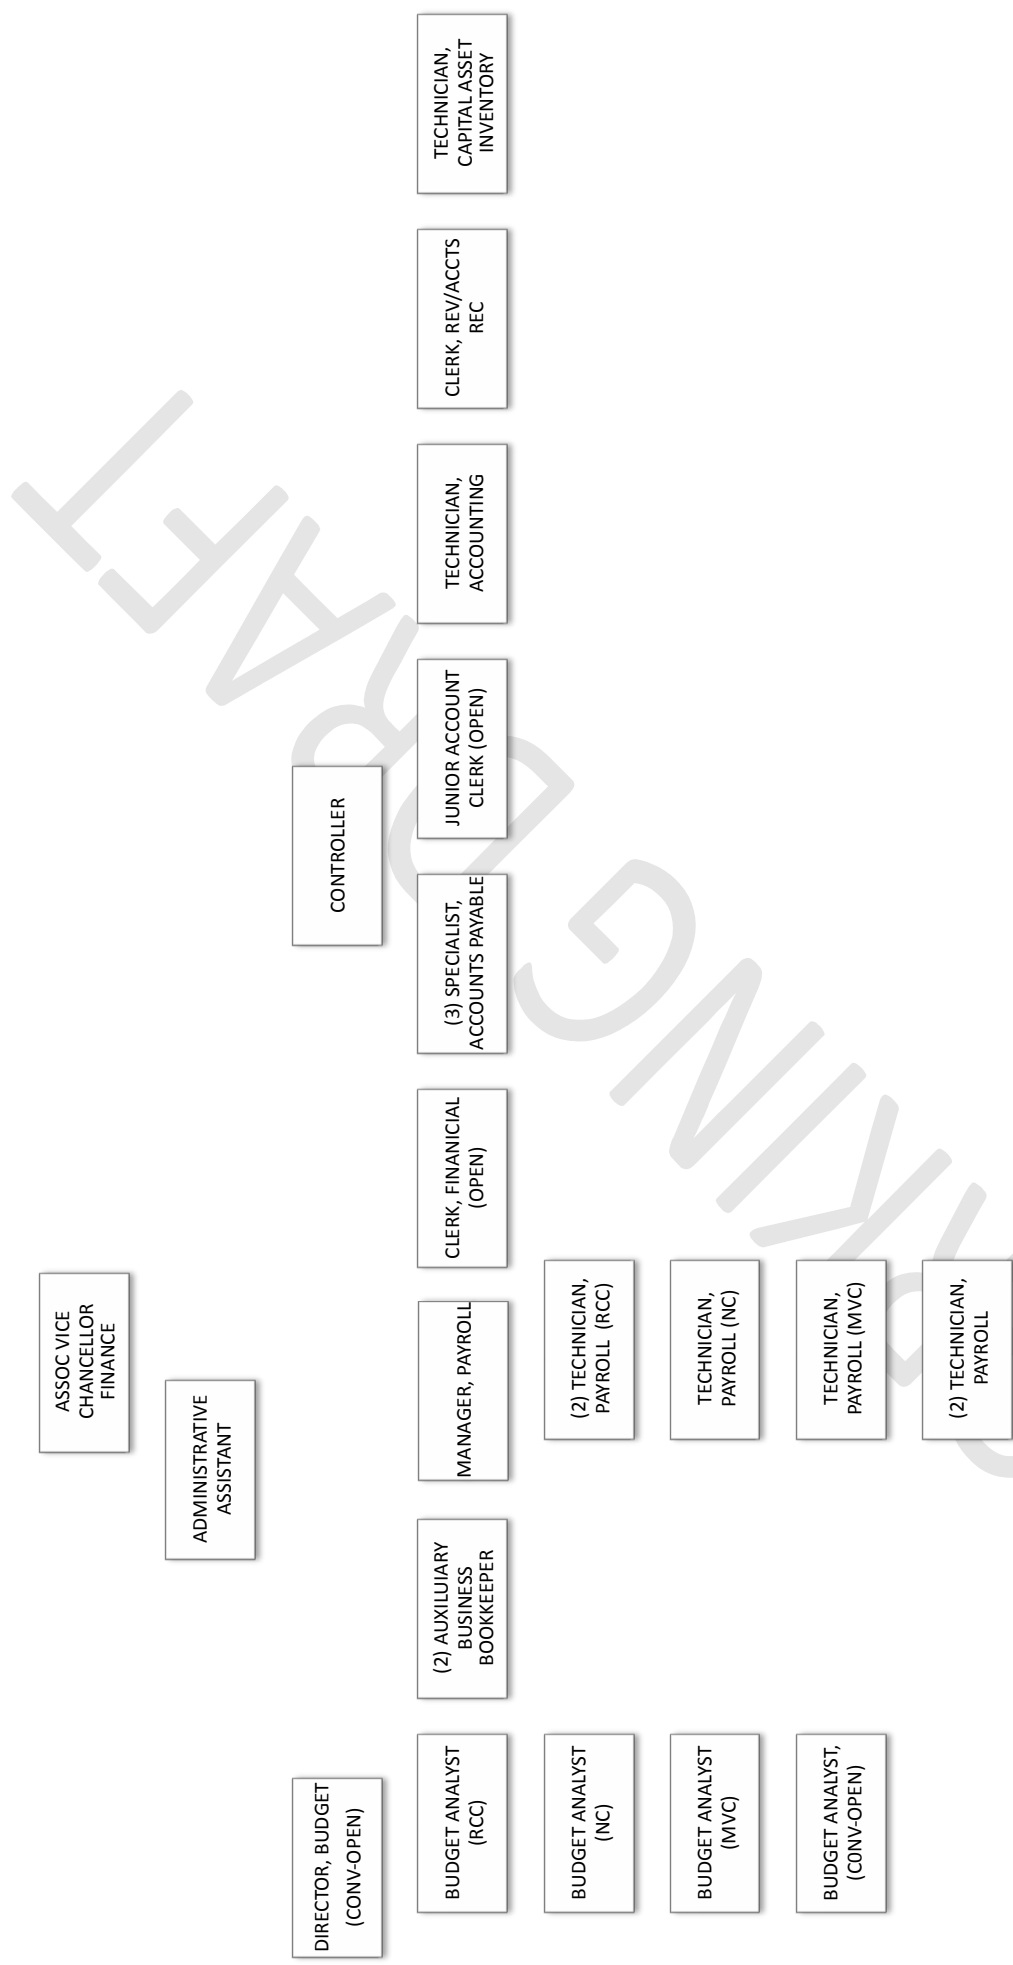 ASSOC VICE
CHANCELLOR
FINANCE
ADMINISTRATIVE
ASSISTANT
DIRECTOR, BUDGET
(CONV-OPEN)
CONTROLLER
BUDGET ANALYST
(RCC)
(2) AUXILUIARY
BUSINESS
BOOKKEEPER
MANAGER, PAYROLL
CLERK, FINANICIAL
(OPEN)
(3) SPECIALIST,
ACCOUNTS PAYABLE
JUNIOR ACCOUNT
CLERK (OPEN)
TECHNICIAN,
ACCOUNTING
CLERK, REV/ACCTS
REC
TECHNICIAN,
CAPITAL ASSET
INVENTORY
BUDGET ANALYST
(NC)
(2) TECHNICIAN,
PAYROLL (RCC)
BUDGET ANALYST
(MVC)
TECHNICIAN,
PAYROLL (NC)
BUDGET ANALYST,
(C0NV-OPEN)
TECHNICIAN,
PAYROLL (MVC)
(2) TECHNICIAN,
PAYROLL
RKING DRAFT